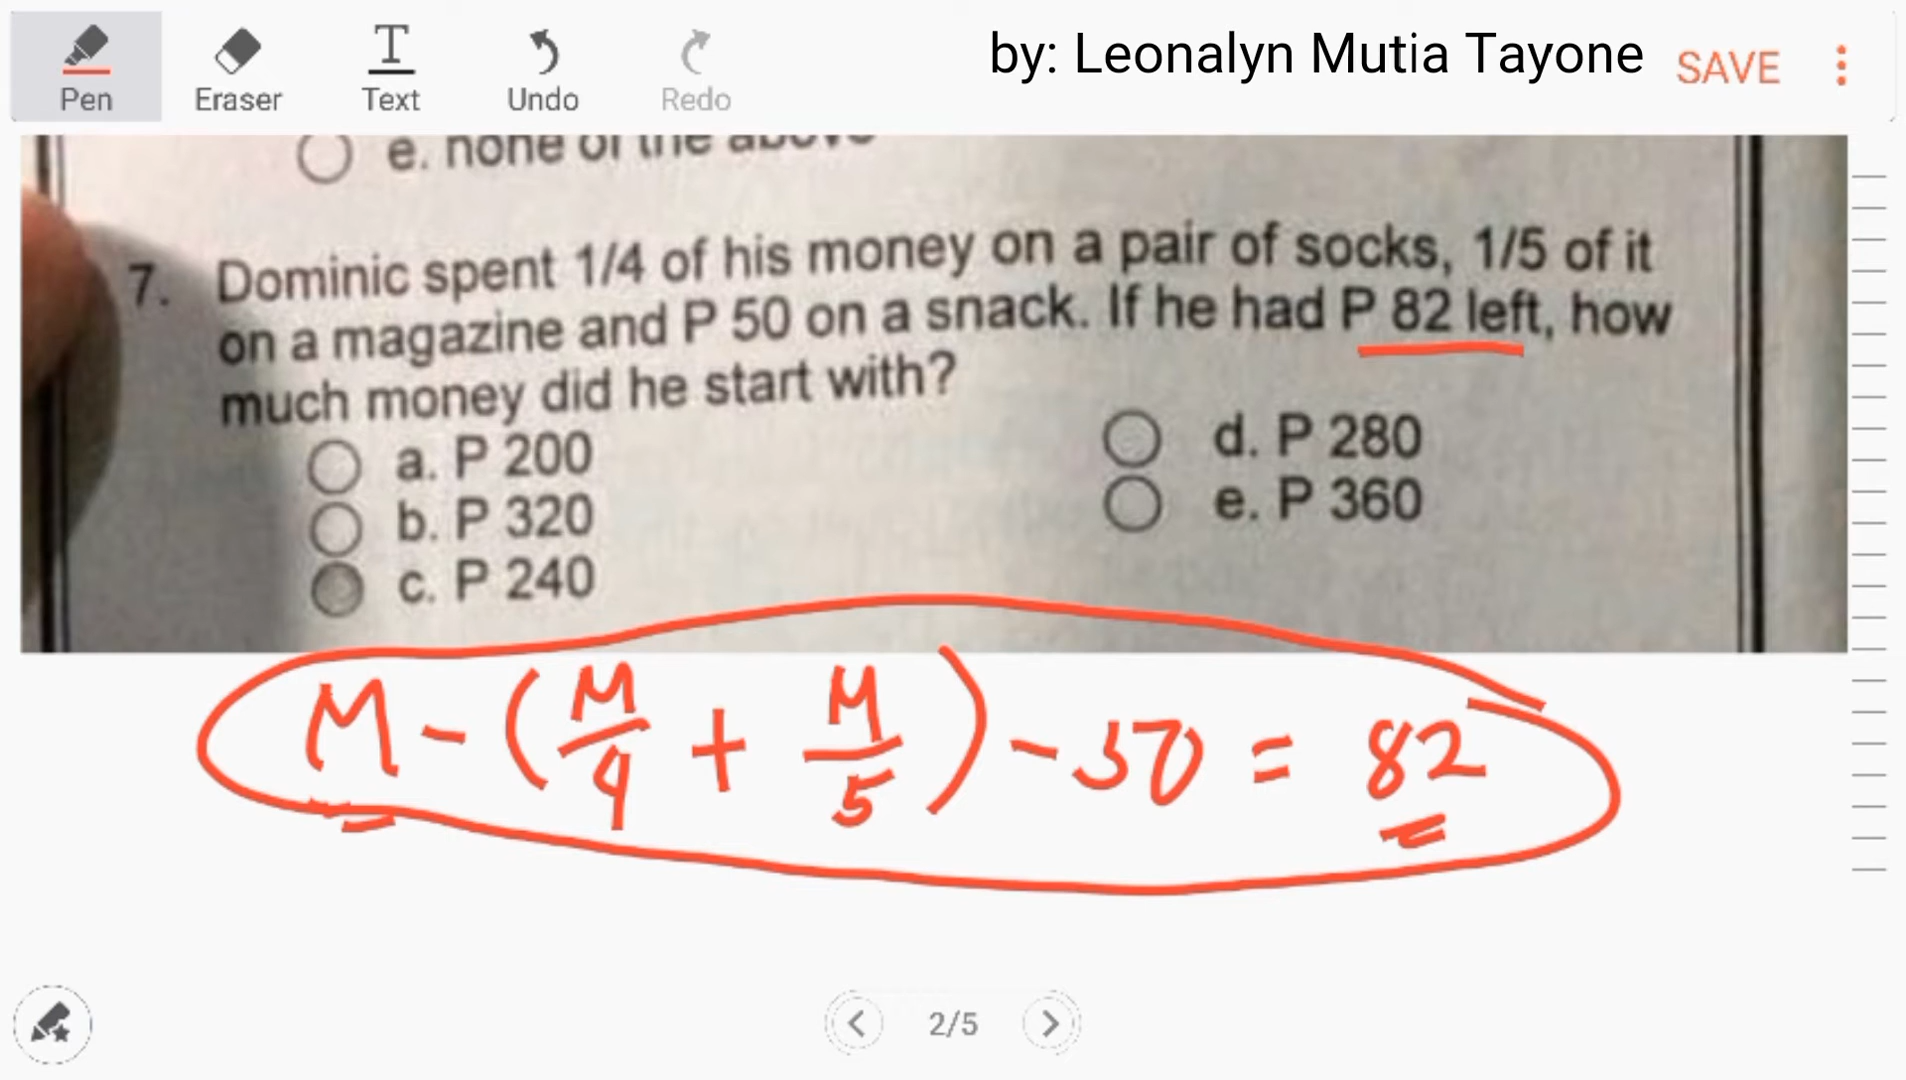 Pen
Eraser
Text
Undo
Redo
by: Leonalyn Mutia Tayone
SAVE
e. none of the above
7. Dominic spent 1/4 of his money on a pair of socks, 1/5 of it
on a magazine and P 50 on a snack. If he had P 82 left, how
much money did he start with?
a. P 200
b. P 320
c. P 240
d. P 280
e. P 360
M - (M/4 + M/5) - 50 = 82
2/5